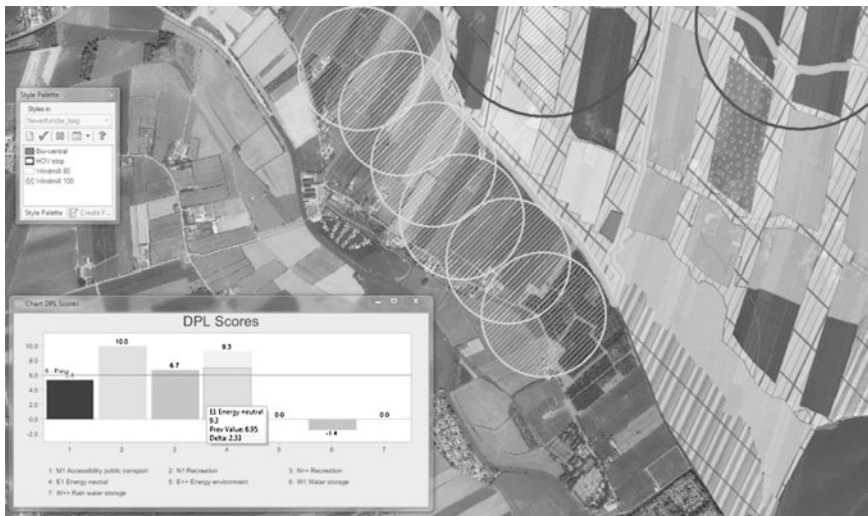 Style Palette
Styles in
Nevenfunctie_laag
Bio-central
HOV stop
Windmill 80
Windmill 100
Style Palette Create F...
Chart DPL Scores
DPL Scores
10.0
8.0
6.0
4.0
2.0
0.0
-2.0
10.0
6.7
9.3
0.0
-1.4
0.0
E1 Energy neutral
9.3
Prev Value: 6.95
Delta: 2.33
1 2 3 4 5 6 7
1: M1 Accessibility public transport 2: N1 Recreation 3: N++ Recreation
4: E1 Energy neutral 5: E++ Energy environment 6: W1 Water storage
7: W++ Rain water storage